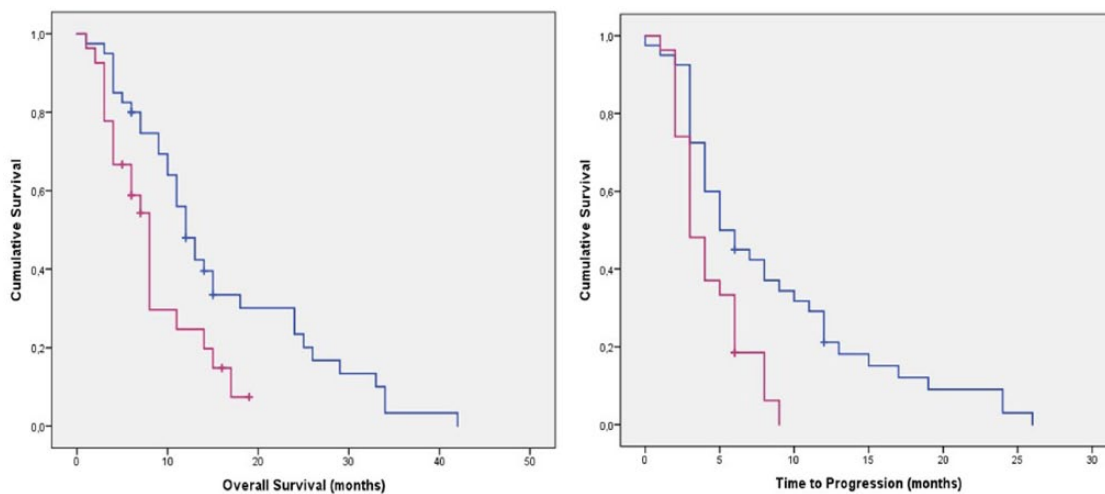 Cumulative Survival
1,0
0,8
0,6
0,4
0,2
0,0
0 10 20 30 40 50
Overall Survival (months)
Cumulative Survival
1,0
0,8
0,6
0,4
0,2
0,0
0 5 10 15 20 25 30
Time to Progression (months)